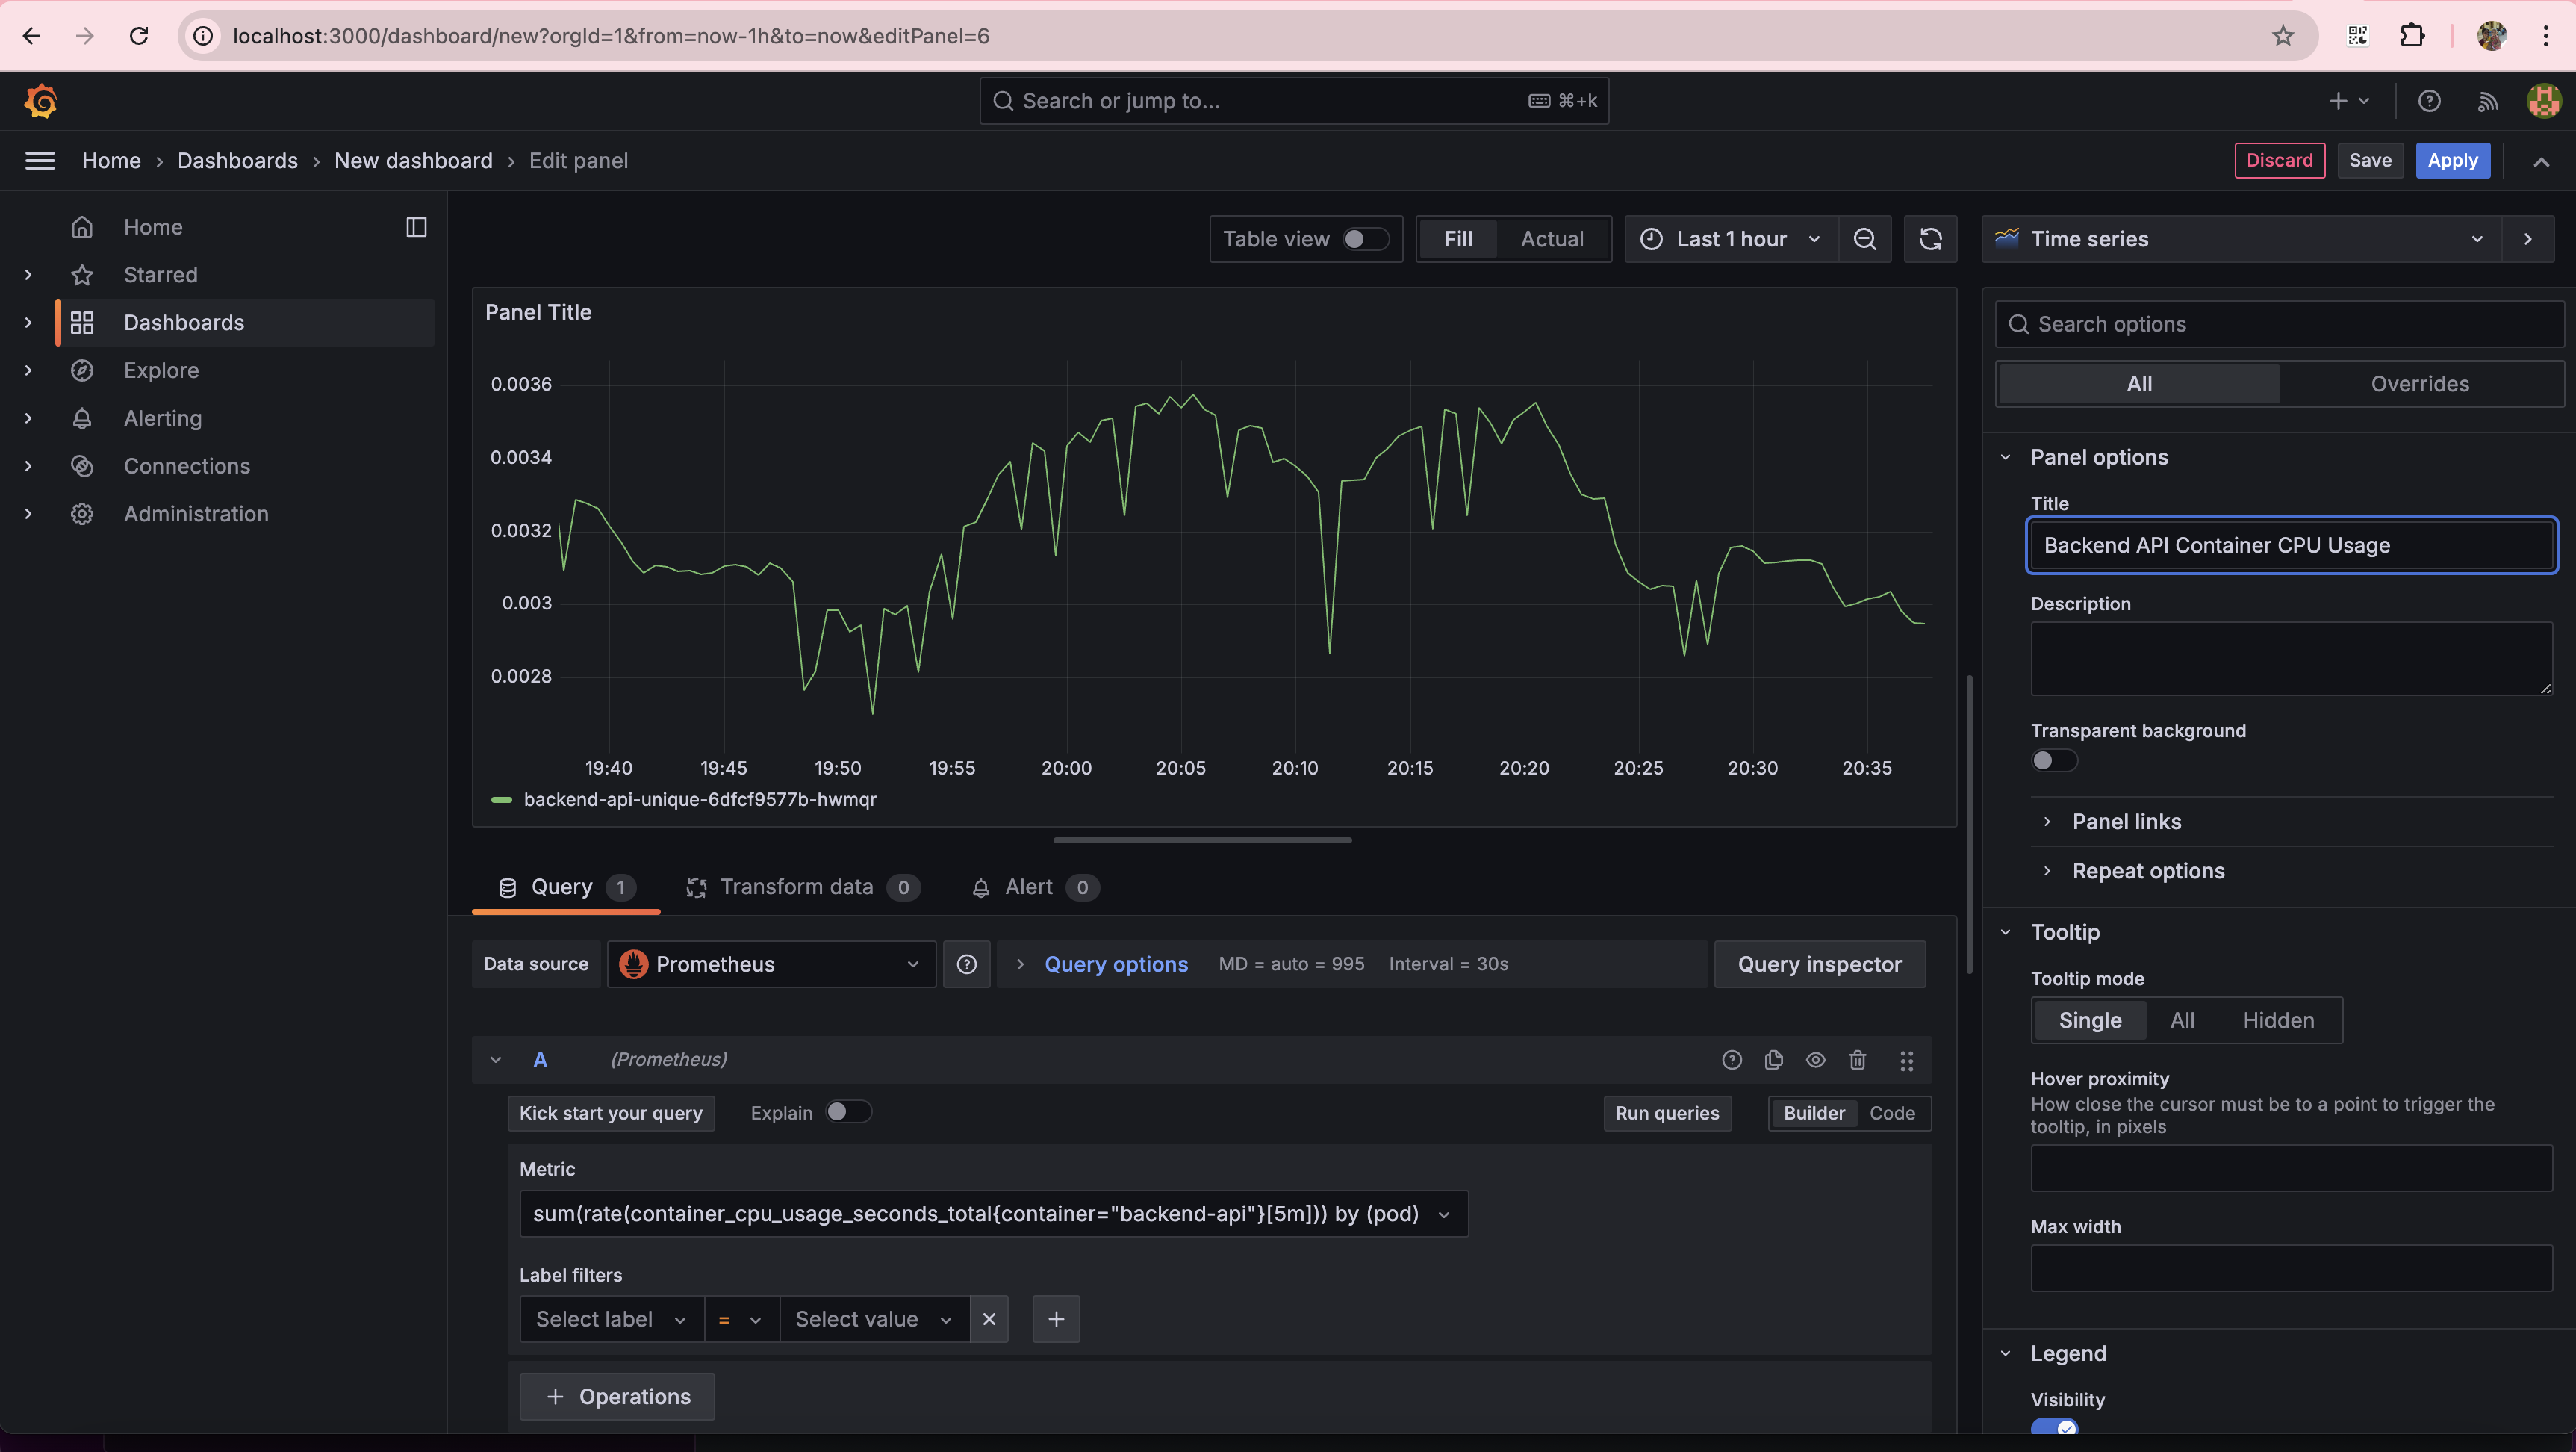 localhost:3000/dashboard/new?orgId=1&from=now-1h&to=now&editPanel=6
Search or jump to...
⌘+k
Home › Dashboards › New dashboard › Edit panel
Discard
Save
Apply
Home
Starred
Dashboards
Explore
Alerting
Connections
Administration
Table view
Fill
Actual
Last 1 hour
Time series
Panel Title
0.0036
0.0034
0.0032
0.003
0.0028
19:40 19:45 19:50 19:55 20:00 20:05 20:10 20:15 20:20 20:25 20:30 20:35
backend-api-unique-6dfcf9577b-hwmqr
Query 1
Transform data 0
Alert 0
Data source
Prometheus
Query options
MD = auto = 995
Interval = 30s
Query inspector
A
(Prometheus)
Kick start your query
Explain
Run queries
Builder
Code
Metric
sum(rate(container_cpu_usage_seconds_total{container="backend-api"}[5m])) by (pod)
Label filters
Select label
=
Select value
+ Operations
Search options
All
Overrides
Panel options
Title
Backend API Container CPU Usage
Description
Transparent background
Panel links
Repeat options
Tooltip
Tooltip mode
Single
All
Hidden
Hover proximity
How close the cursor must be to a point to trigger the
tooltip, in pixels
Max width
Legend
Visibility